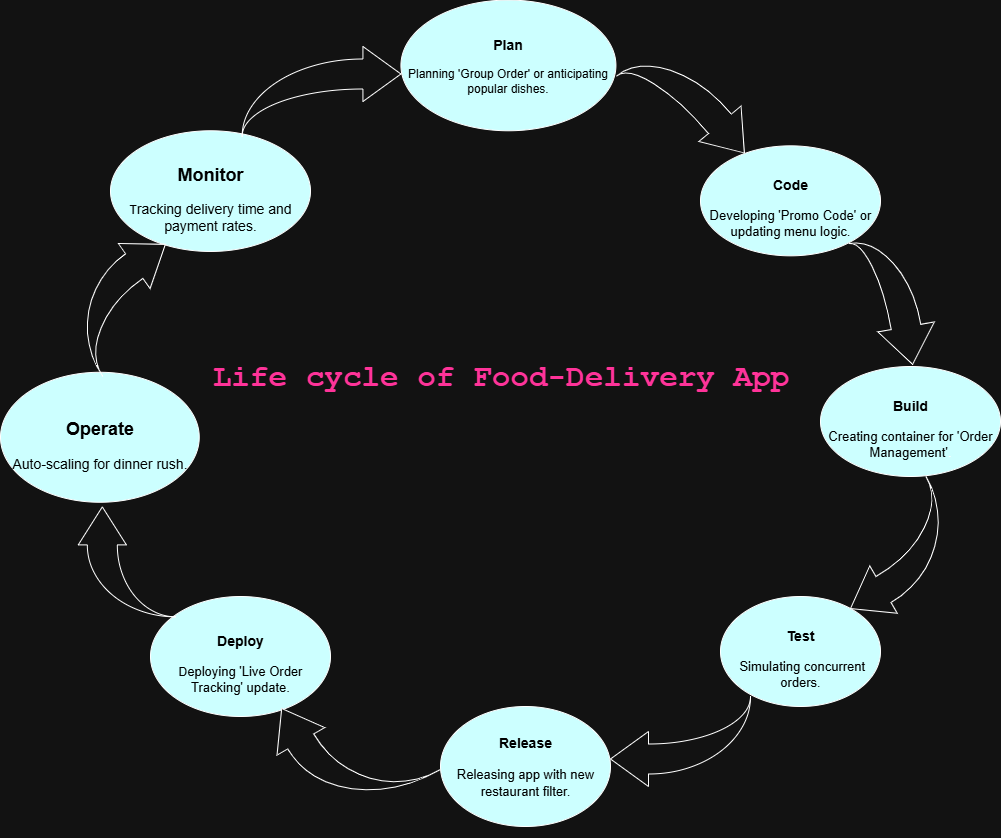 Plan
Planning 'Group Order' or anticipating
popular dishes.
Code
Developing 'Promo Code' or
updating menu logic.
Build
Creating container for 'Order
Management'
Test
Simulating concurrent
orders.
Release
Releasing app with new
restaurant filter.
Deploy
Deploying 'Live Order
Tracking' update.
Operate
Auto-scaling for dinner rush.
Monitor
Tracking delivery time and
payment rates.
Life cycle of Food-Delivery App